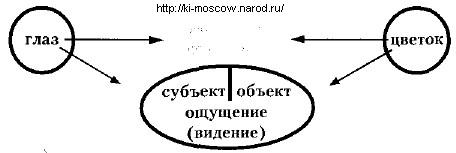 http://ki-moscow.narod.ru/
глаз
цветок
субъект объект
ощущение
(видение)